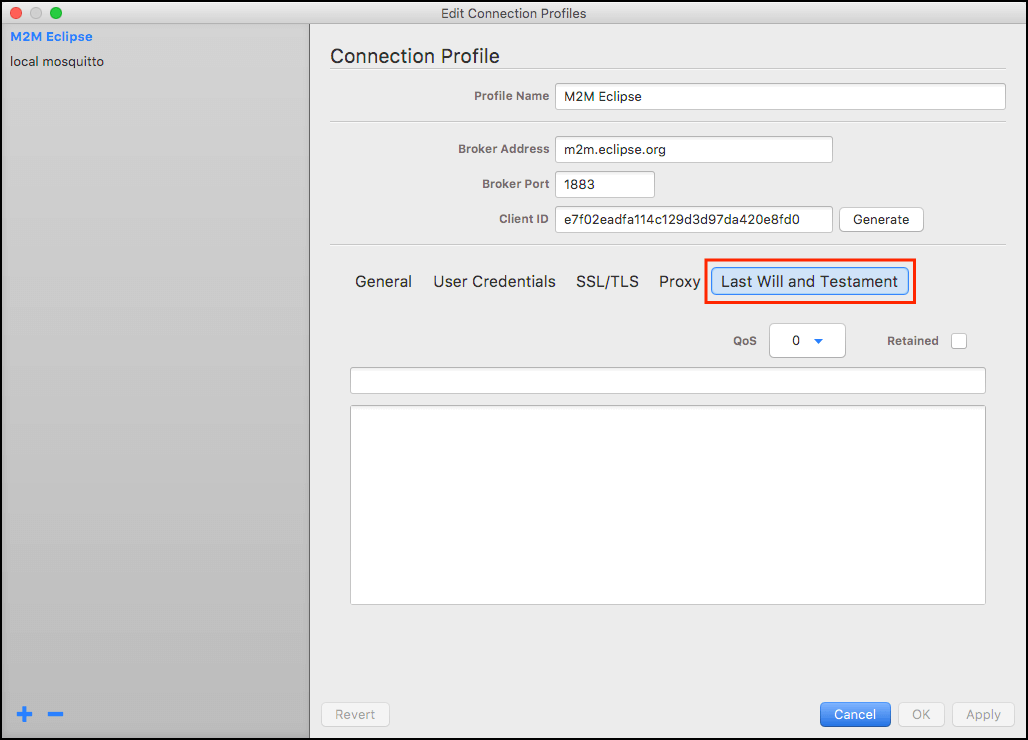 Edit Connection Profiles
M2M Eclipse
local mosquitto
Connection Profile
Profile Name M2M Eclipse
Broker Address m2m.eclipse.org
Broker Port 1883
Client ID e7f02eadfa114c129d3d97da420e8fd0 Generate
General User Credentials SSL/TLS Proxy Last Will and Testament
QoS 0 Retained
Revert Cancel OK Apply